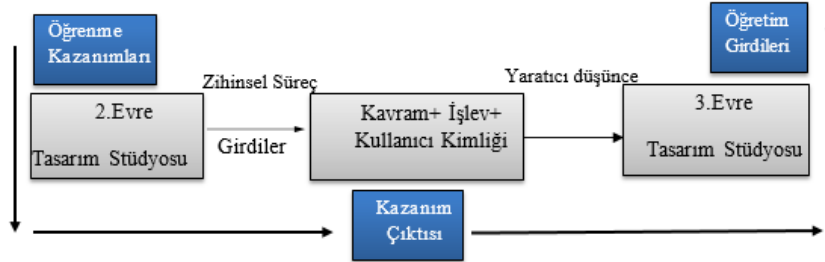 Öğrenme
Kazanımları
Öğretim
Girdileri
Zihinsel Süreç
Yaratıcı düşünce
2.Evre
Tasarım Stüdyosu
Girdiler
Kavram+ İşlev+
Kullanıcı Kimliği
3.Evre
Tasarım Stüdyosu
Kazanım
Çıktısı